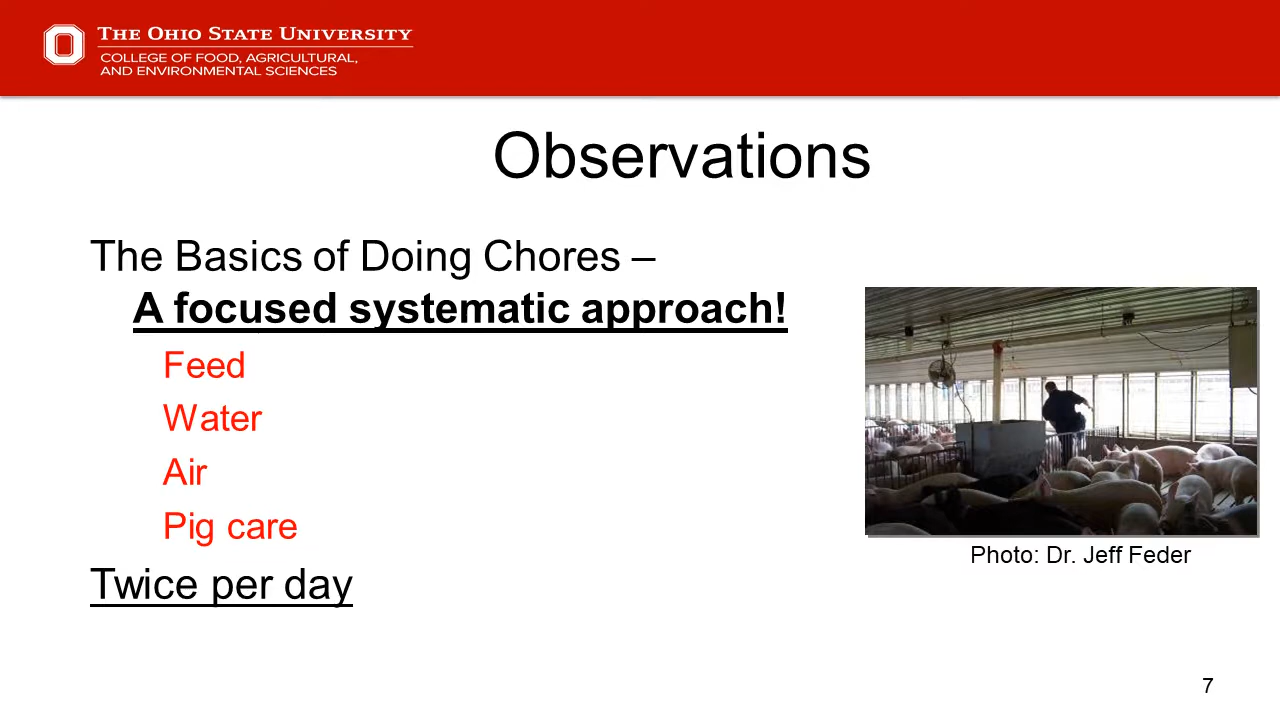 THE OHIO STATE UNIVERSITY
COLLEGE OF FOOD, AGRICULTURAL,
AND ENVIRONMENTAL SCIENCES
Observations
The Basics of Doing Chores –
A focused systematic approach!
Feed
Water
Air
Pig care
Twice per day
Photo: Dr. Jeff Feder
7